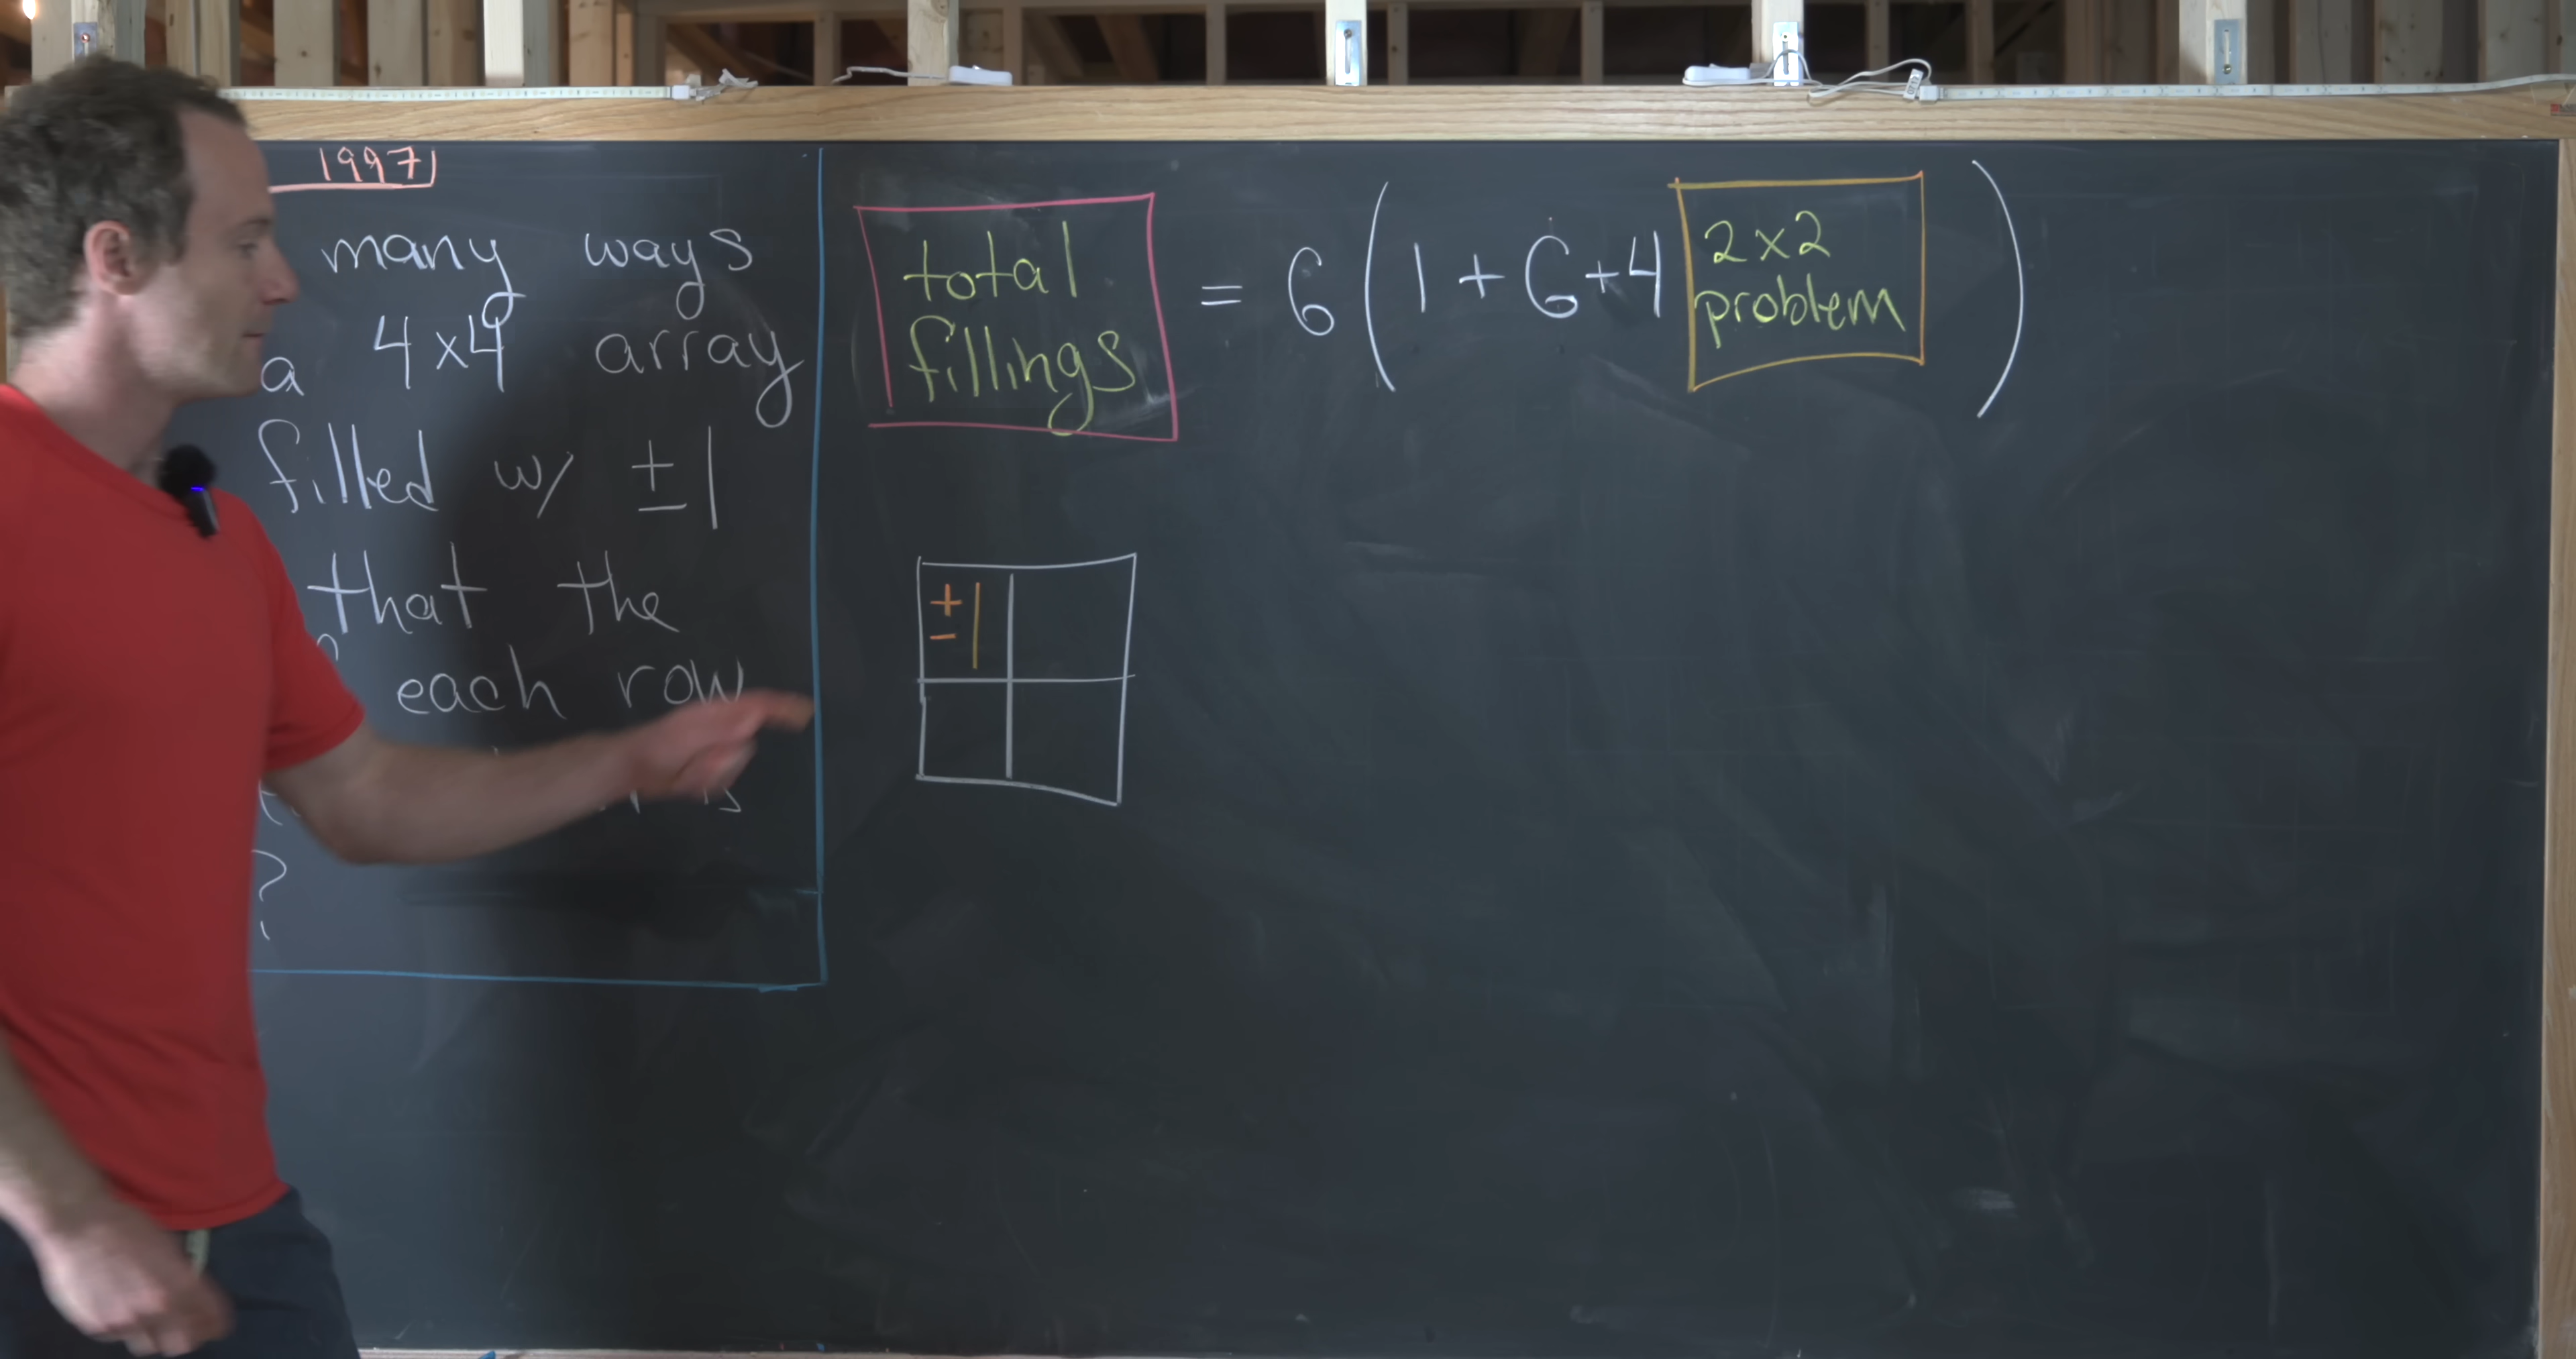 1997
many ways
a 4x4 array
filled w/ ±1
that the
each row
?
total
fillings
= 6 ( 1 + 6 + 4
2x2
problem
)
±1